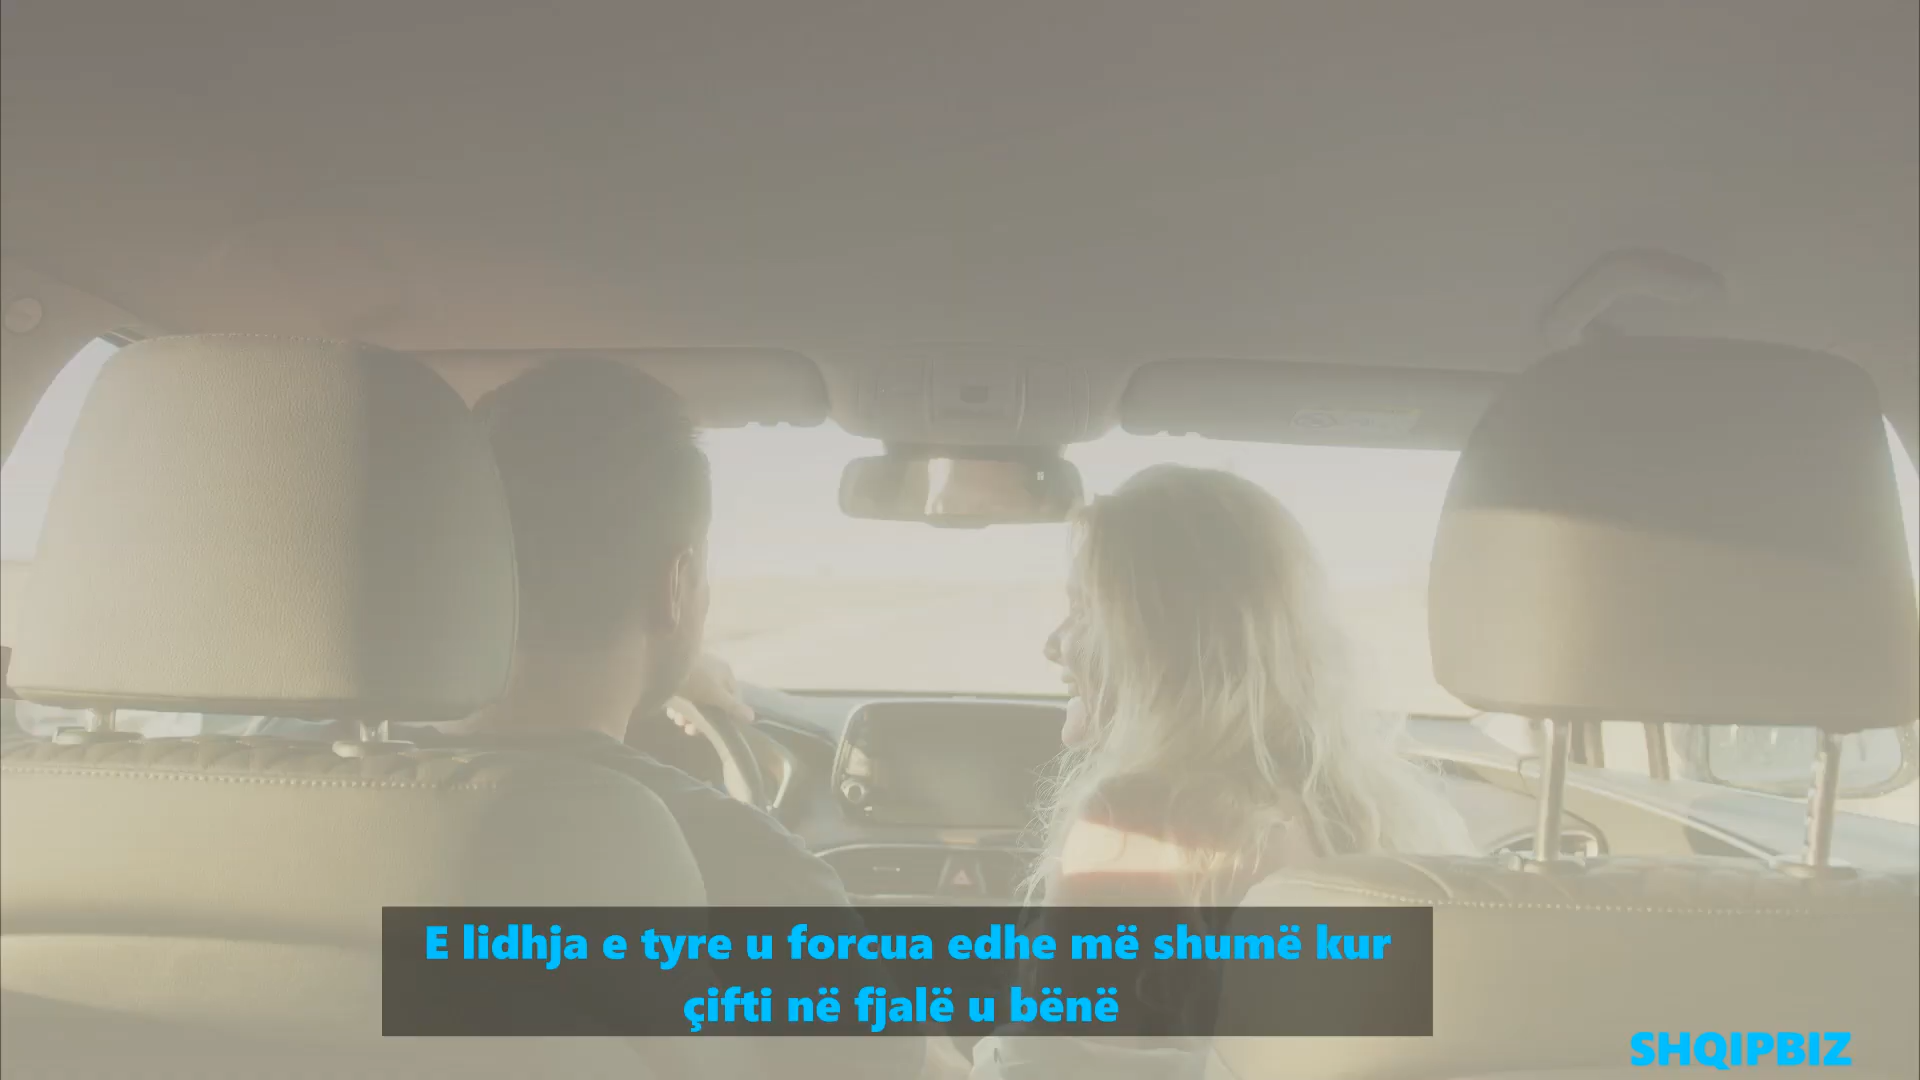 E lidhja e tyre u forcua edhe më shumë kur
çifti në fjalë u bënë
SHQIPBIZ